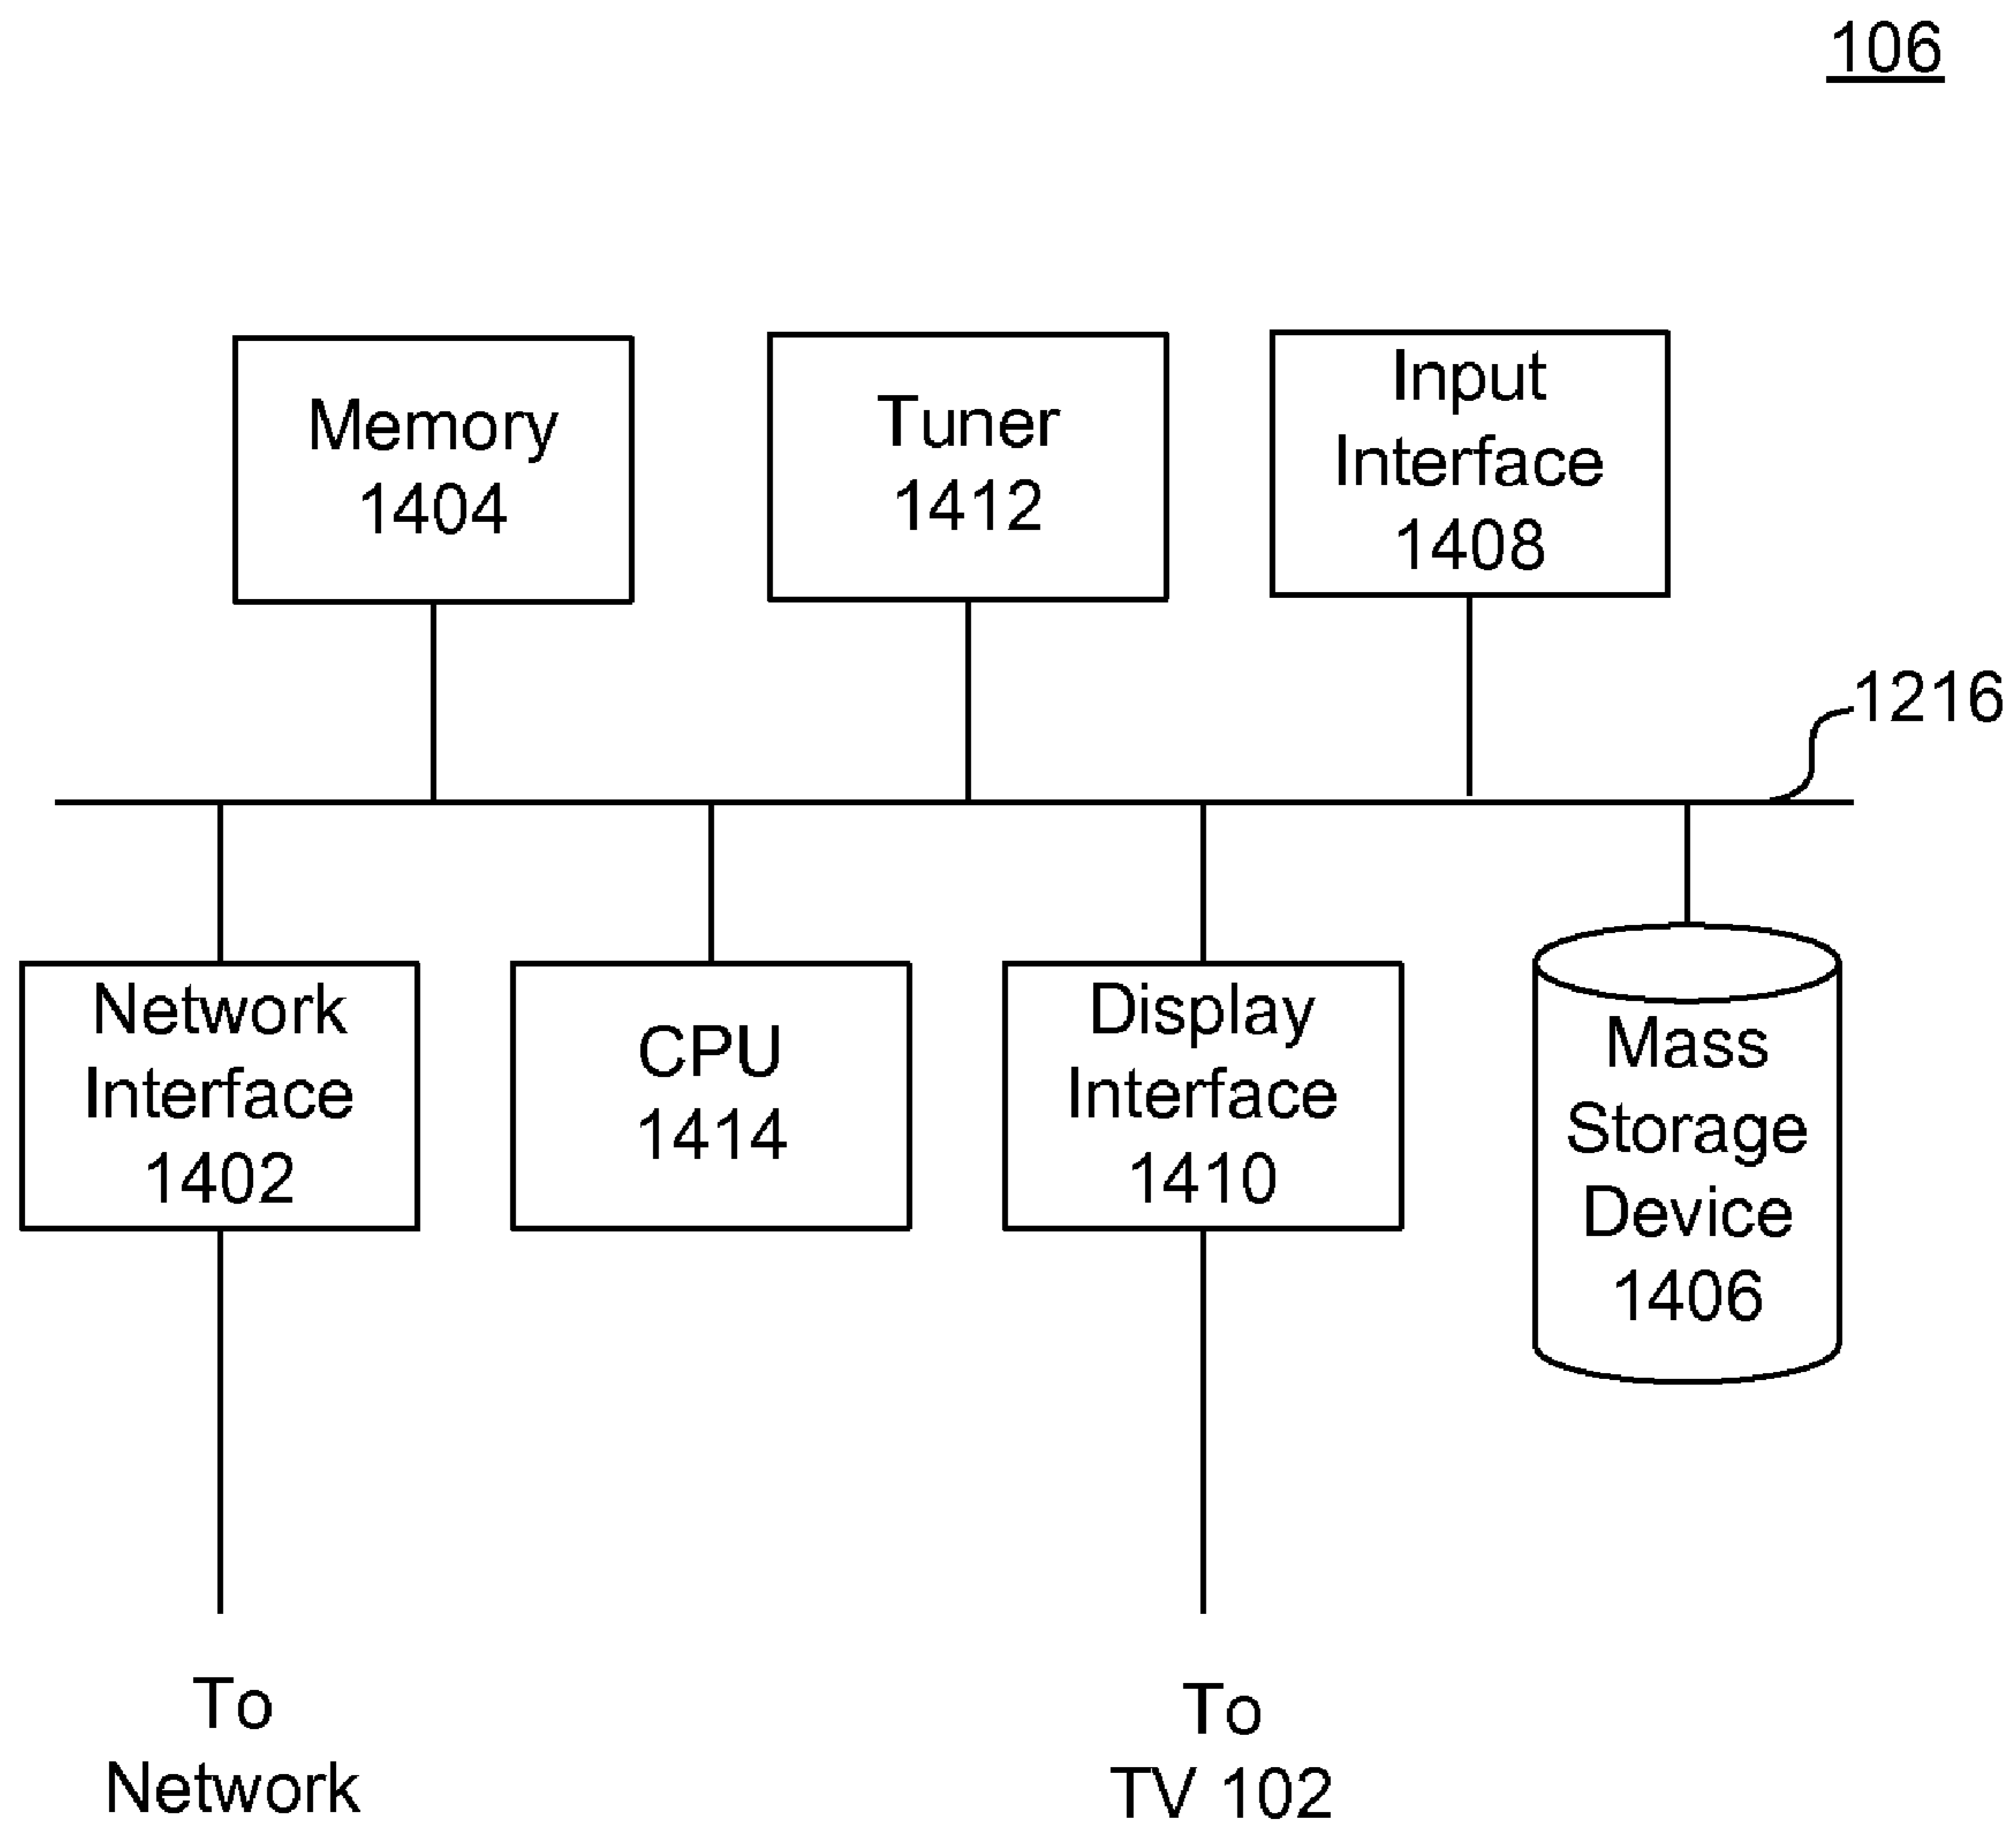 106
Memory
1404
Tuner
1412
Input
Interface
1408
1216
Network
Interface
1402
CPU
1414
Display
Interface
1410
Mass
Storage
Device
1406
To
Network
To
TV 102